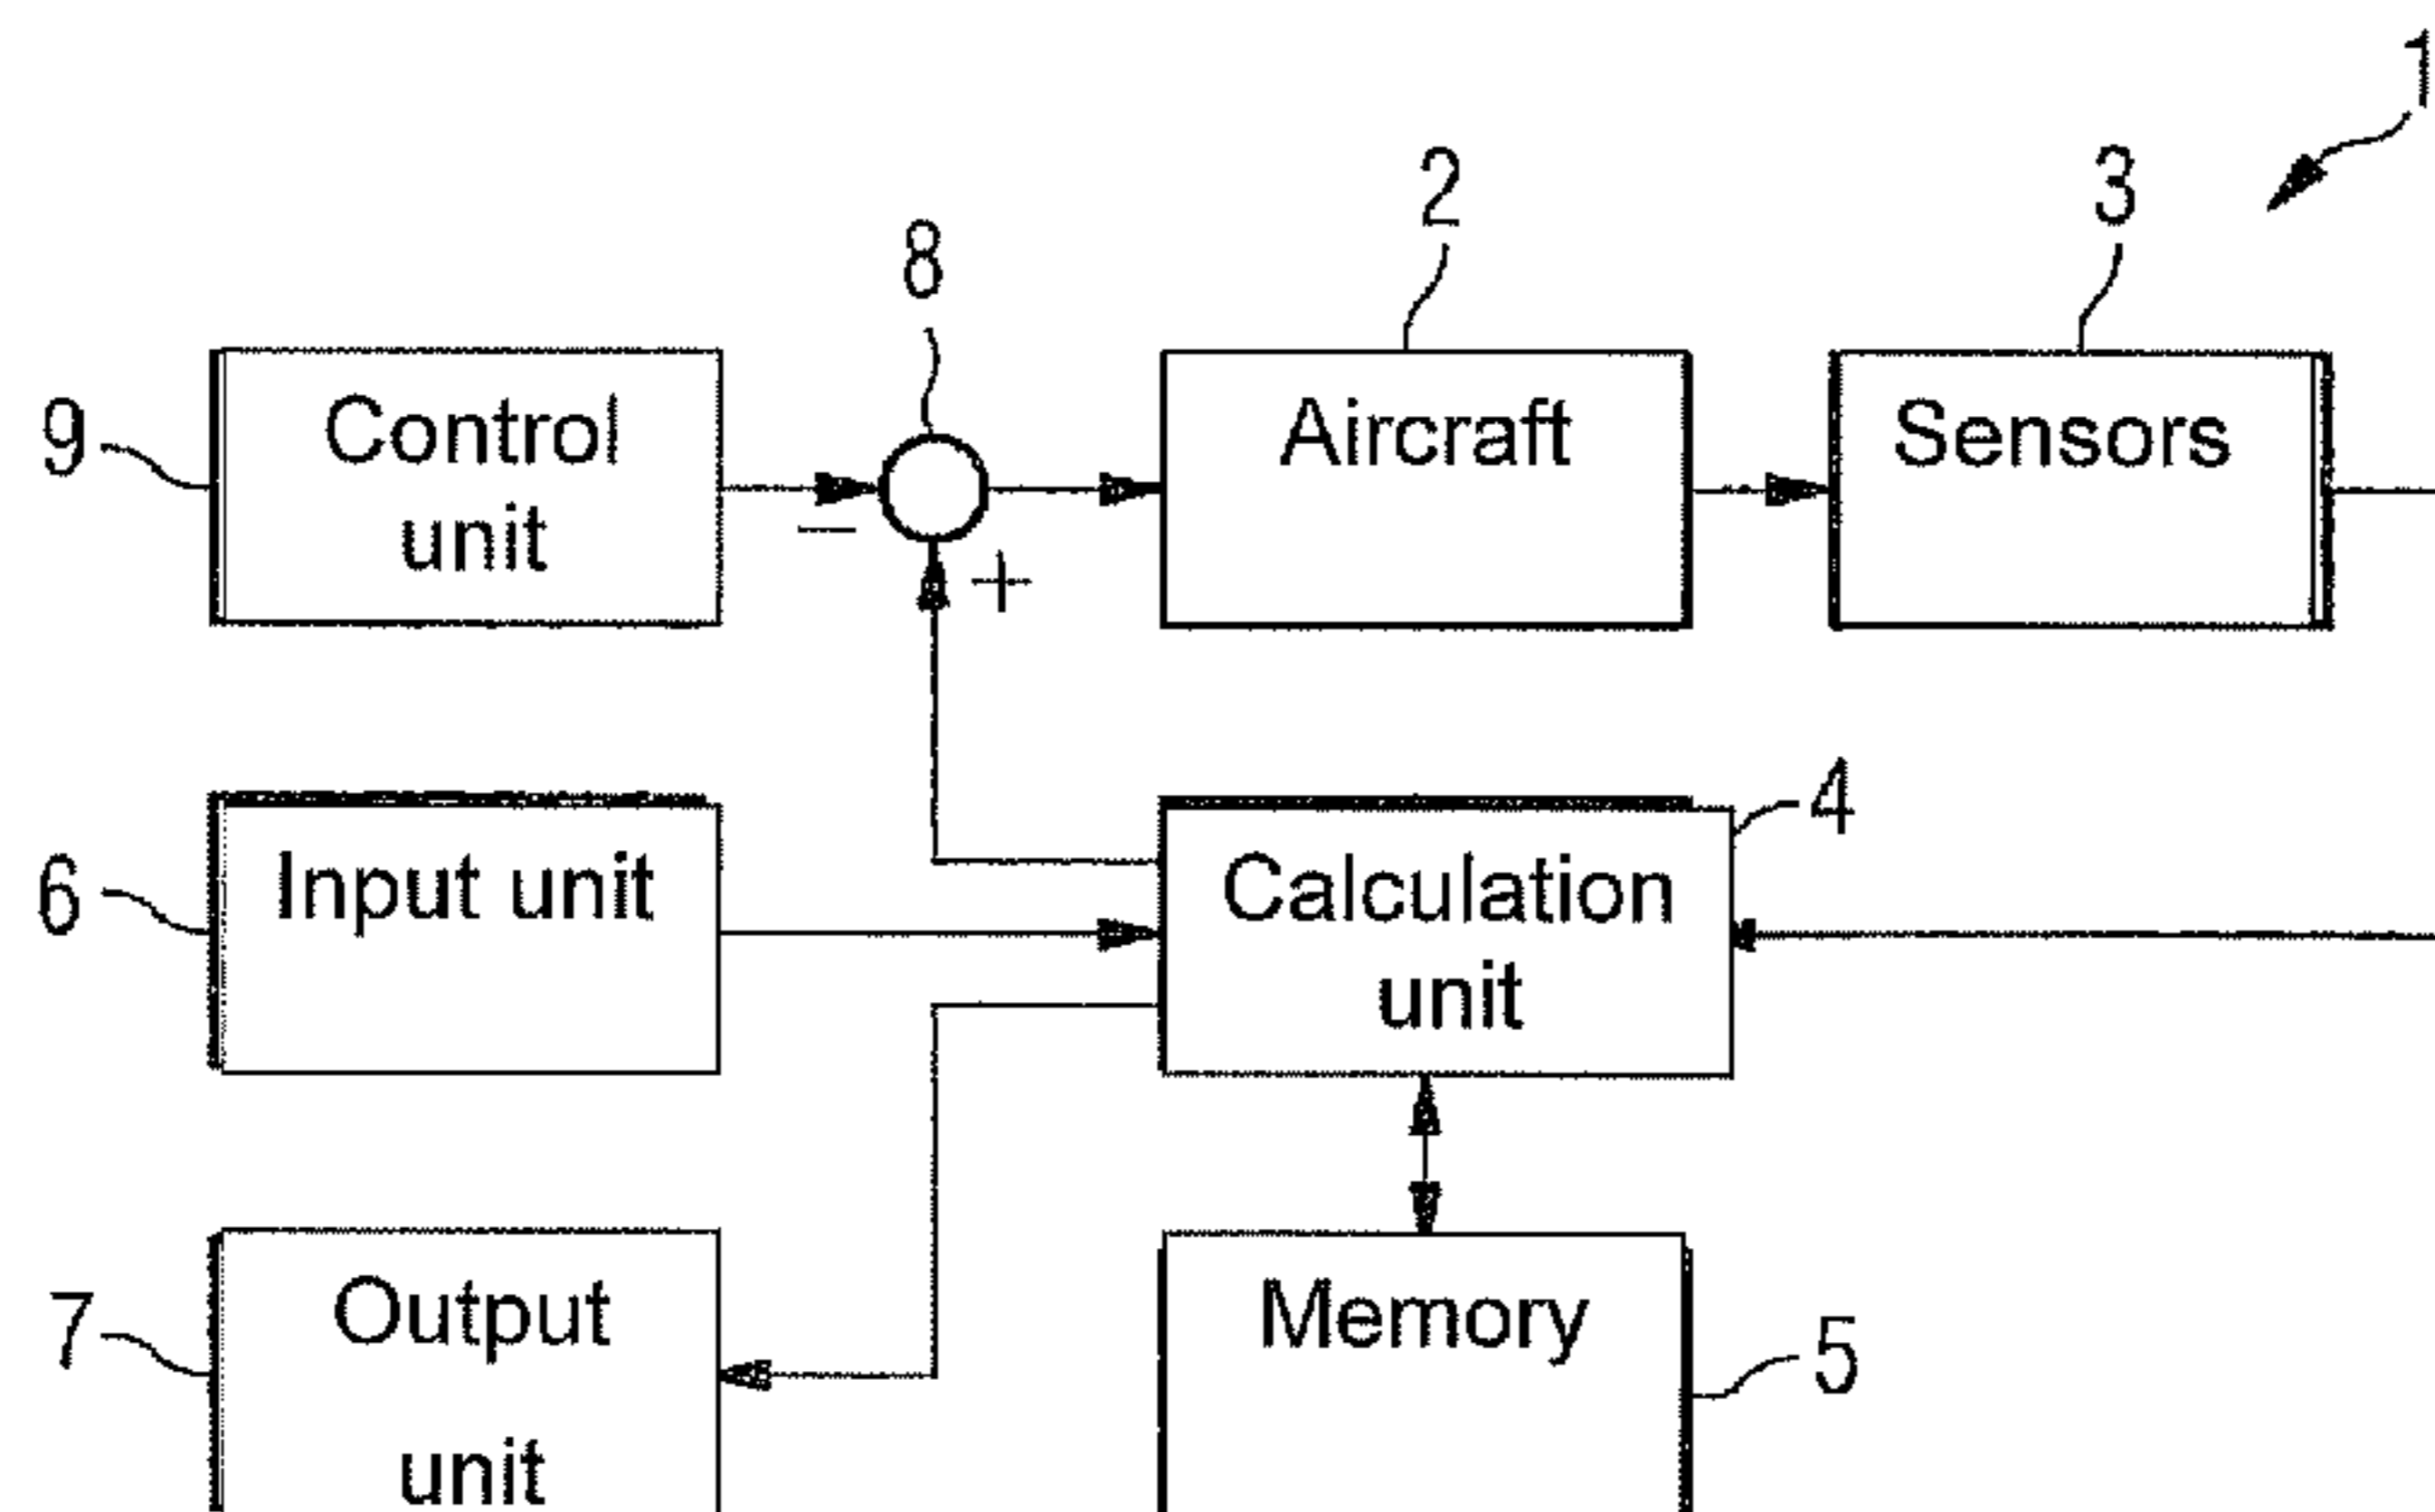 1
2
3
8
9
Control
unit
Aircraft
Sensors
−
+
4
6
Input unit
Calculation
unit
7
Output
unit
Memory
5